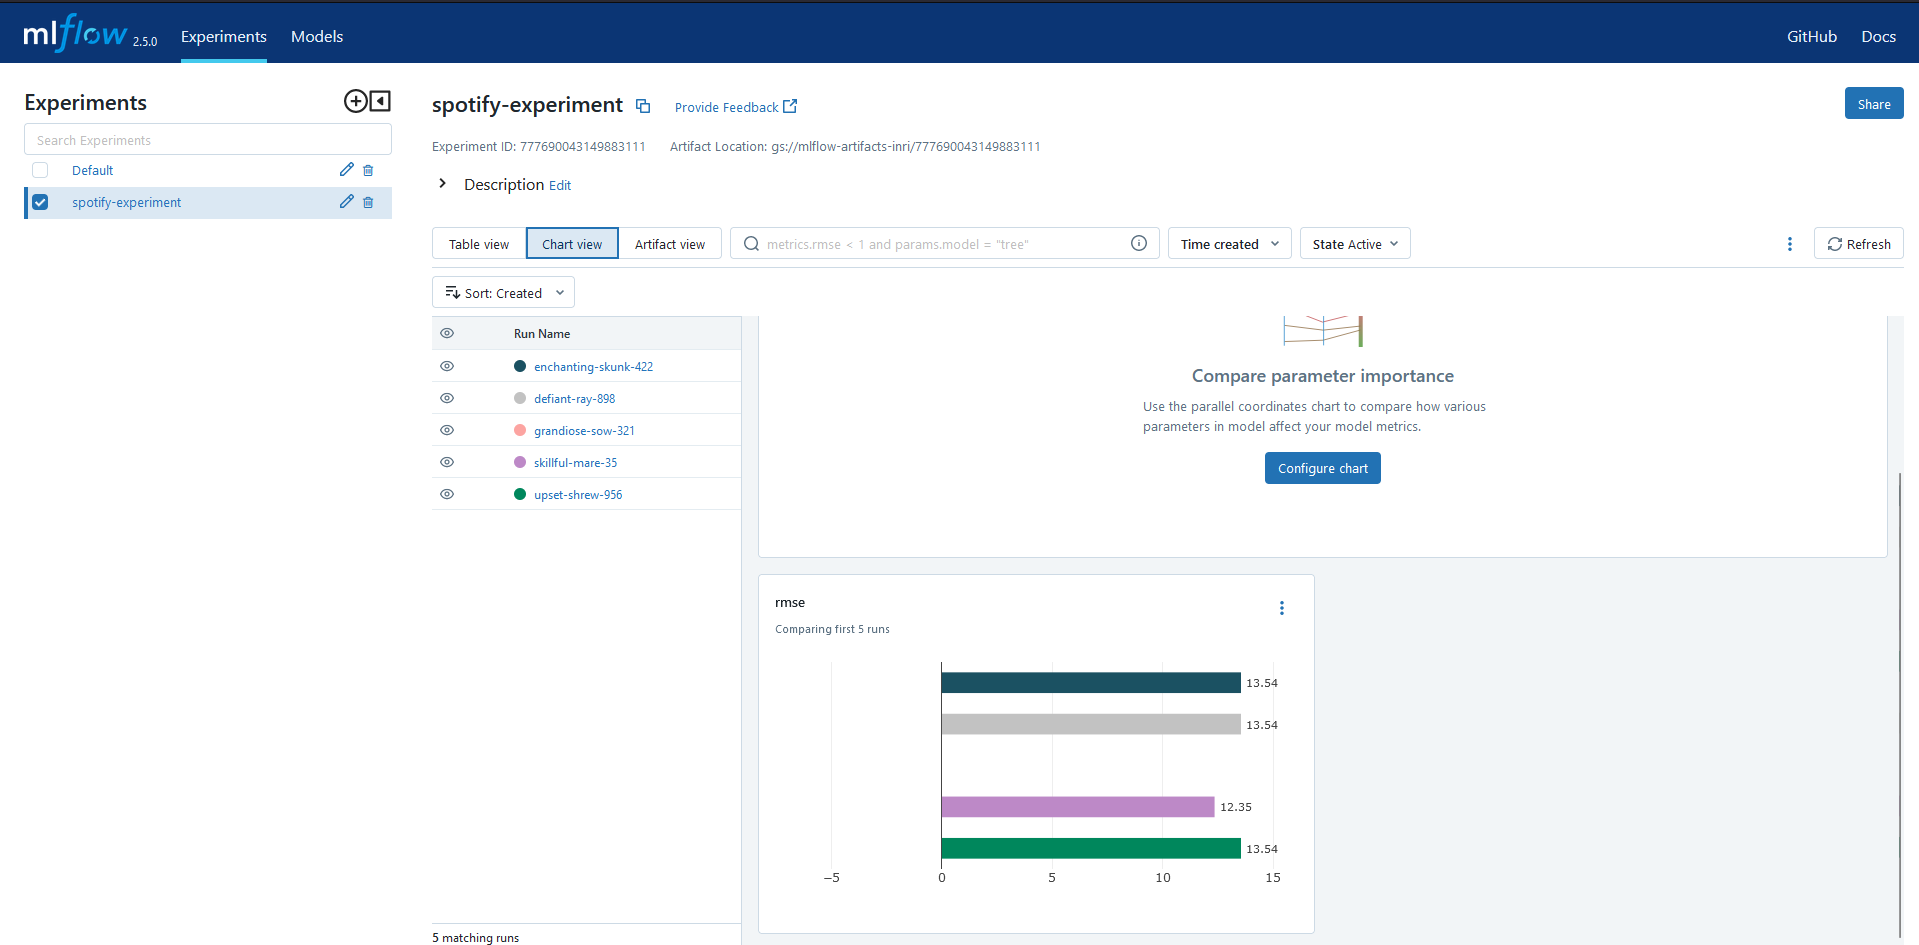 mlflow 2.5.0 Experiments Models GitHub Docs
Experiments
Search Experiments
Default
spotify-experiment
spotify-experiment Provide Feedback Share
Experiment ID: 777690043149883111 Artifact Location: gs://mlflow-artifacts-inri/777690043149883111
Description Edit
Table view Chart view Artifact view metrics.rmse < 1 and params.model = "tree" Time created State Active Refresh
Sort: Created
Run Name
enchanting-skunk-422
defiant-ray-898
grandiose-sow-321
skillful-mare-35
upset-shrew-956
5 matching runs
Compare parameter importance
Use the parallel coordinates chart to compare how various
parameters in model affect your model metrics.
Configure chart
rmse
Comparing first 5 runs
13.54
13.54
12.35
13.54
−5 0 5 10 15